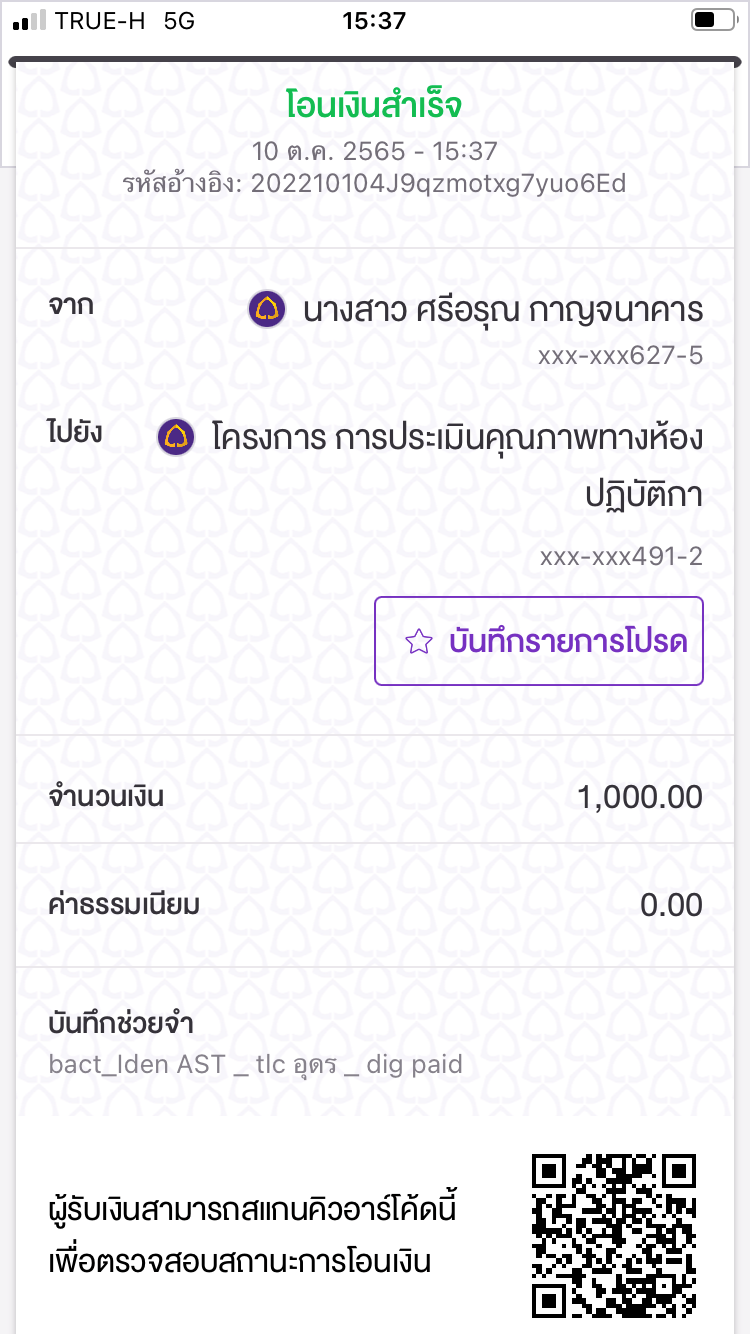 TRUE-H 5G 15:37
โอนเงินสำเร็จ
10 ต.ค. 2565 - 15:37
รหัสอ้างอิง: 202210104J9qzmotxg7yuo6Ed
จาก นางสาว ศรีอรุณ กาญจนาคาร
xxx-xxx627-5
ไปยัง โครงการ การประเมินคุณภาพทางห้อง
ปฏิบัติกา
xxx-xxx491-2
บันทึกรายการโปรด
จำนวนเงิน 1,000.00
ค่าธรรมเนียม 0.00
บันทึกช่วยจำ
bact_Iden AST _ tlc อุดร _ dig paid
ผู้รับเงินสามารถสแกนคิวอาร์โค้ดนี้
เพื่อตรวจสอบสถานะการโอนเงิน